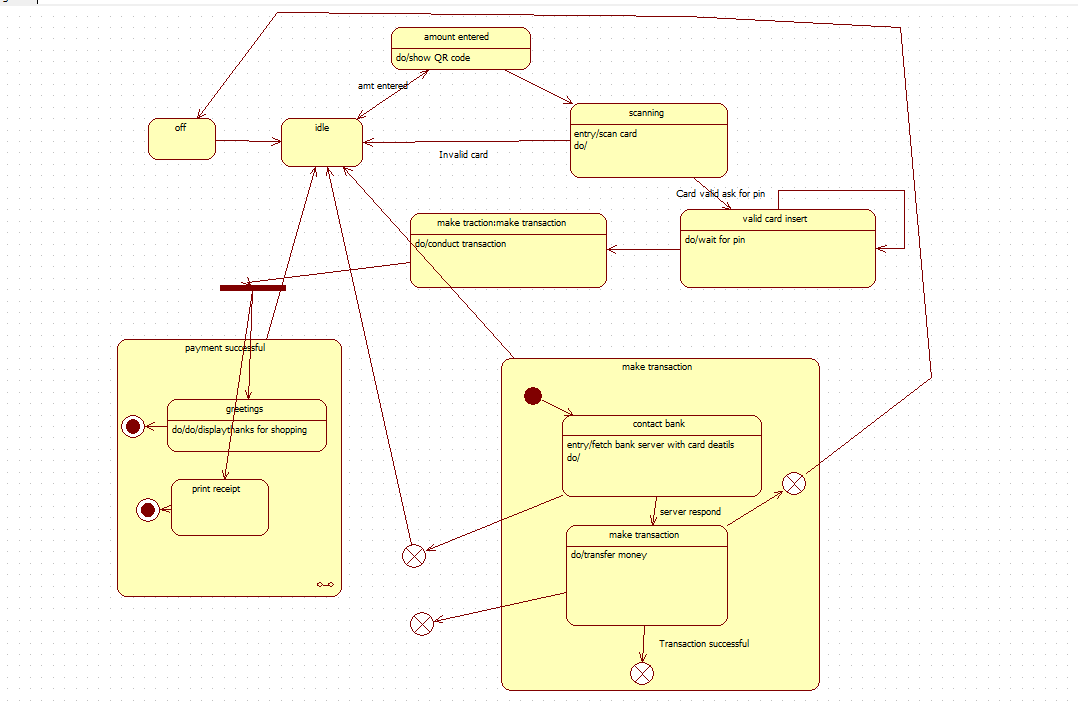 amount entered
do/show QR code
amt entered
off
idle
scanning
entry/scan card
do/
Invalid card
Card valid ask for pin
valid card insert
do/wait for pin
make traction:make transaction
do/conduct transaction
payment successful
greetings
do/do/displaythanks for shopping
print receipt
make transaction
contact bank
entry/fetch bank server with card deatils
do/
server respond
make transaction
do/transfer money
Transaction successful